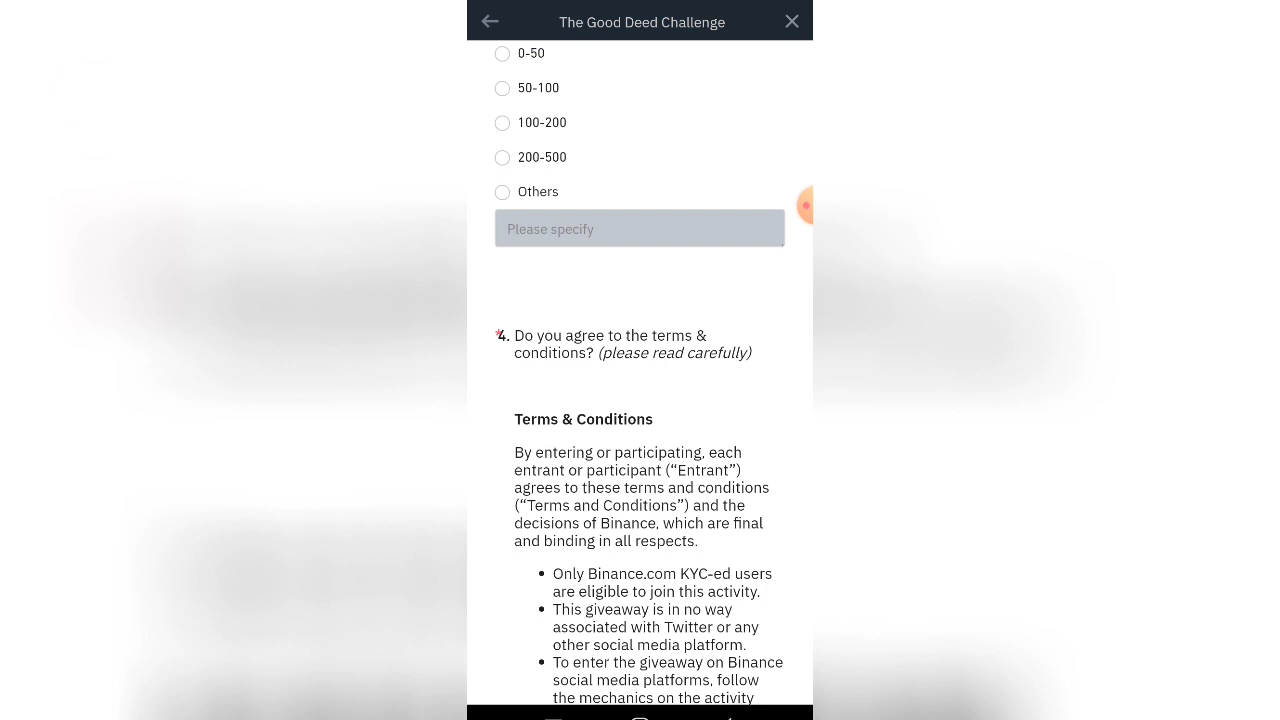 The Good Deed Challenge
0-50
50-100
100-200
200-500
Others
Please specify
*4. Do you agree to the terms &
conditions? (please read carefully)
Terms & Conditions
By entering or participating, each
entrant or participant (“Entrant”)
agrees to these terms and conditions
(“Terms and Conditions”) and the
decisions of Binance, which are final
and binding in all respects.
• Only Binance.com KYC-ed users
are eligible to join this activity.
• This giveaway is in no way
associated with Twitter or any
other social media platform.
• To enter the giveaway on Binance
social media platforms, follow
the mechanics on the activity